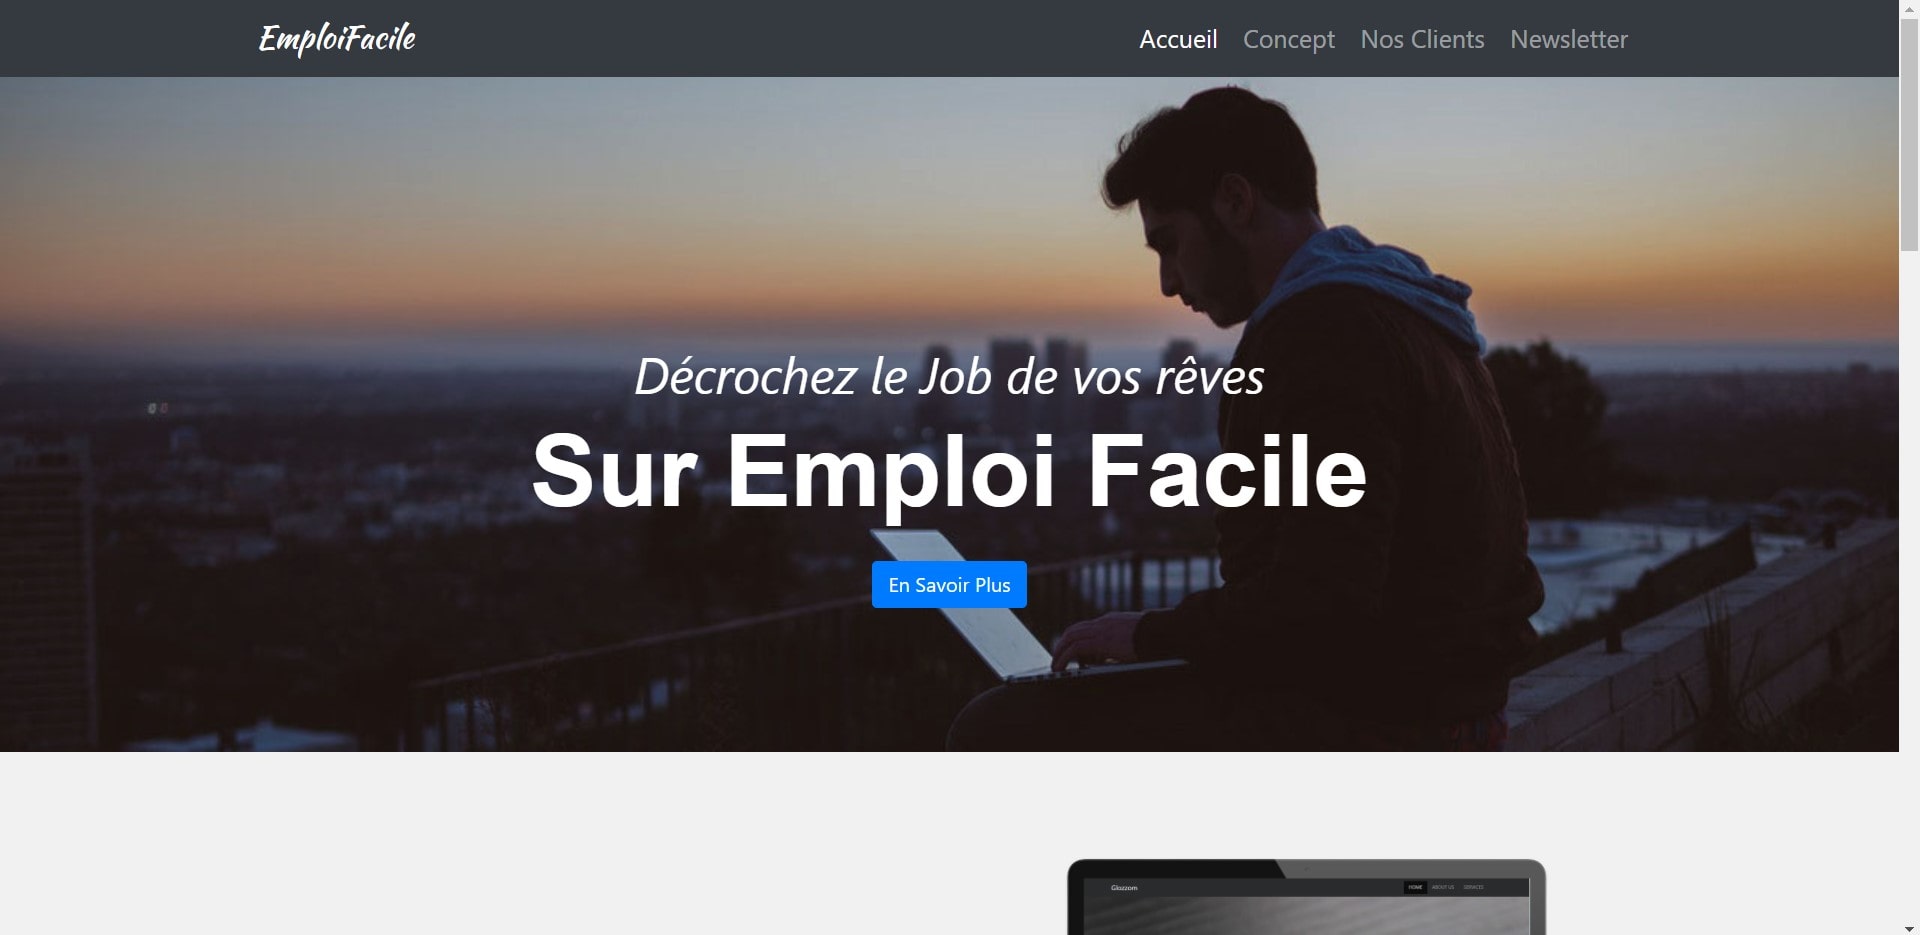 EmploiFacile
Accueil Concept Nos Clients Newsletter
Décrochez le Job de vos rêves
Sur Emploi Facile
En Savoir Plus
Glozzom
HOME ABOUT US SERVICES